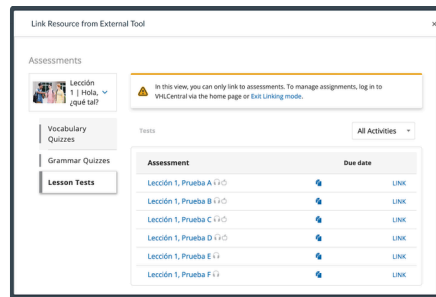 Link Resource from External Tool
×
Assessments
Lección
1 | Hola,
¿qué tal?
Vocabulary
Quizzes
Grammar Quizzes
Lesson Tests
In this view, you can only link to assessments. To manage assignments, log in to
VHLCentral via the home page or Exit Linking mode.
Tests
All Activities
Assessment Due date
Lección 1, Prueba A LINK
Lección 1, Prueba B LINK
Lección 1, Prueba C LINK
Lección 1, Prueba D LINK
Lección 1, Prueba E LINK
Lección 1, Prueba F LINK